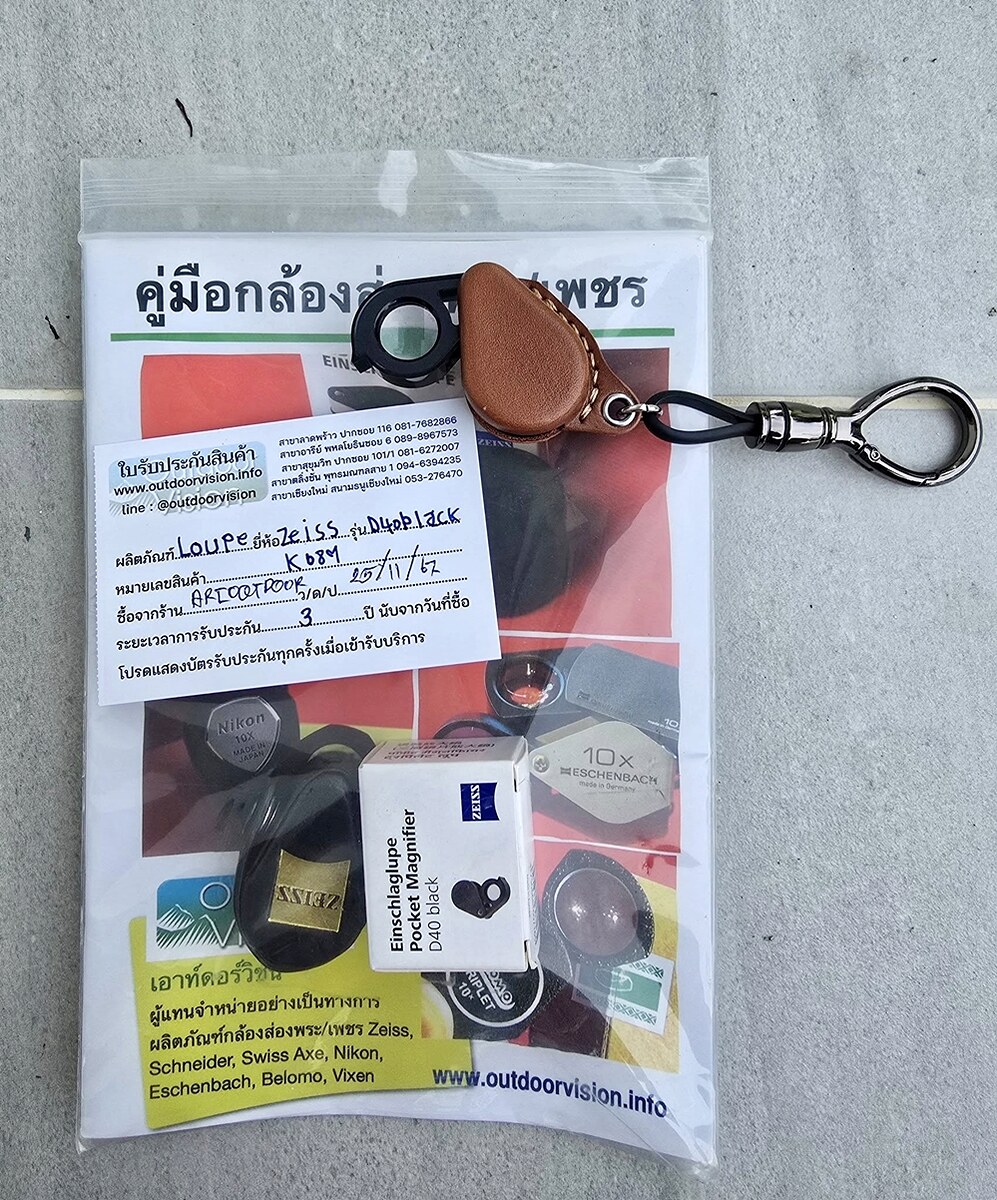 คู่มือกล้องส่ /เพชร
ใบรับประกันสินค้า
www.outdoorvision.info
line : @outdoorvision
สาขาลาดพร้าว ปากซอย 116 081-7682866
สาขาอารีย์ พหลโยธินซอย 6 089-8967573
สาขาสุขุมวิท ปากซอย 101/1 081-6272007
สาขาตลิ่งชัน พุทธมณฑลสาย 1 094-6394235
สาขาเชียงใหม่ สนามธนูเชียงใหม่ 053-276470
ผลิตภัณฑ์ Loupe ยี่ห้อ Zeiss รุ่น D40black
หมายเลขสินค้า
ซื้อจากร้าน ว/ด/ป 25/11/67
ระยะเวลาการรับประกัน 3 ปี นับจากวันที่ซื้อ
โปรดแสดงบัตรรับประกันทุกครั้งเมื่อเข้ารับบริการ
ZEISS
Nikon
10X
MADE IN
JAPAN
10x
ESCHENBACH
made in Germany
ZEISS
Einschlaglupe
Pocket Magnifier
D40 black
ZEISS
TRIPLET
10x
เอาท์ดอร์วิชั่น
ผู้แทนจำหน่ายอย่างเป็นทางการ
ผลิตภัณฑ์กล้องส่องพระ/เพชร Zeiss,
Schneider, Swiss Axe, Nikon,
Eschenbach, Belomo, Vixen
www.outdoorvision.info